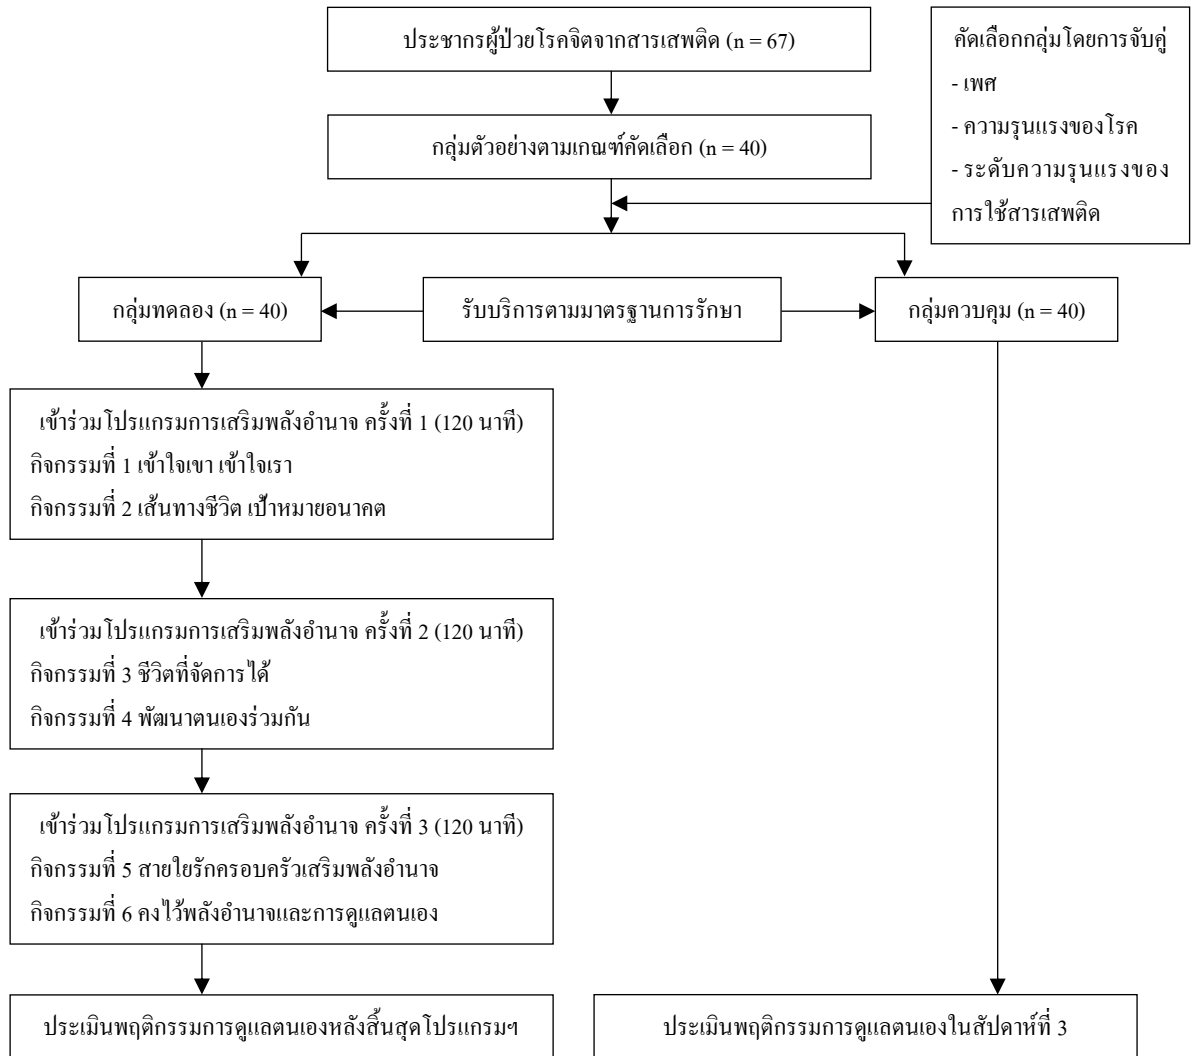 ประชากรผู้ป่วยโรคจิตจากสารเสพติด (n = 67)
คัดเลือกกลุ่มโดยการจับคู่
- เพศ
- ความรุนแรงของโรค
- ระดับความรุนแรงของ
การใช้สารเสพติด
กลุ่มตัวอย่างตามเกณฑ์คัดเลือก (n = 40)
กลุ่มทดลอง (n = 40)
รับบริการตามมาตรฐานการรักษา
กลุ่มควบคุม (n = 40)
เข้าร่วมโปรแกรมการเสริมพลังอำนาจ ครั้งที่ 1 (120 นาที)
กิจกรรมที่ 1 เข้าใจเขา เข้าใจเรา
กิจกรรมที่ 2 เส้นทางชีวิต เป้าหมายอนาคต
เข้าร่วมโปรแกรมการเสริมพลังอำนาจ ครั้งที่ 2 (120 นาที)
กิจกรรมที่ 3 ชีวิตที่จัดการได้
กิจกรรมที่ 4 พัฒนาตนเองร่วมกัน
เข้าร่วมโปรแกรมการเสริมพลังอำนาจ ครั้งที่ 3 (120 นาที)
กิจกรรมที่ 5 สายใยรักครอบครัวเสริมพลังอำนาจ
กิจกรรมที่ 6 คงไว้พลังอำนาจและการดูแลตนเอง
ประเมินพฤติกรรมการดูแลตนเองหลังสิ้นสุดโปรแกรมฯ
ประเมินพฤติกรรมการดูแลตนเองในสัปดาห์ที่ 3